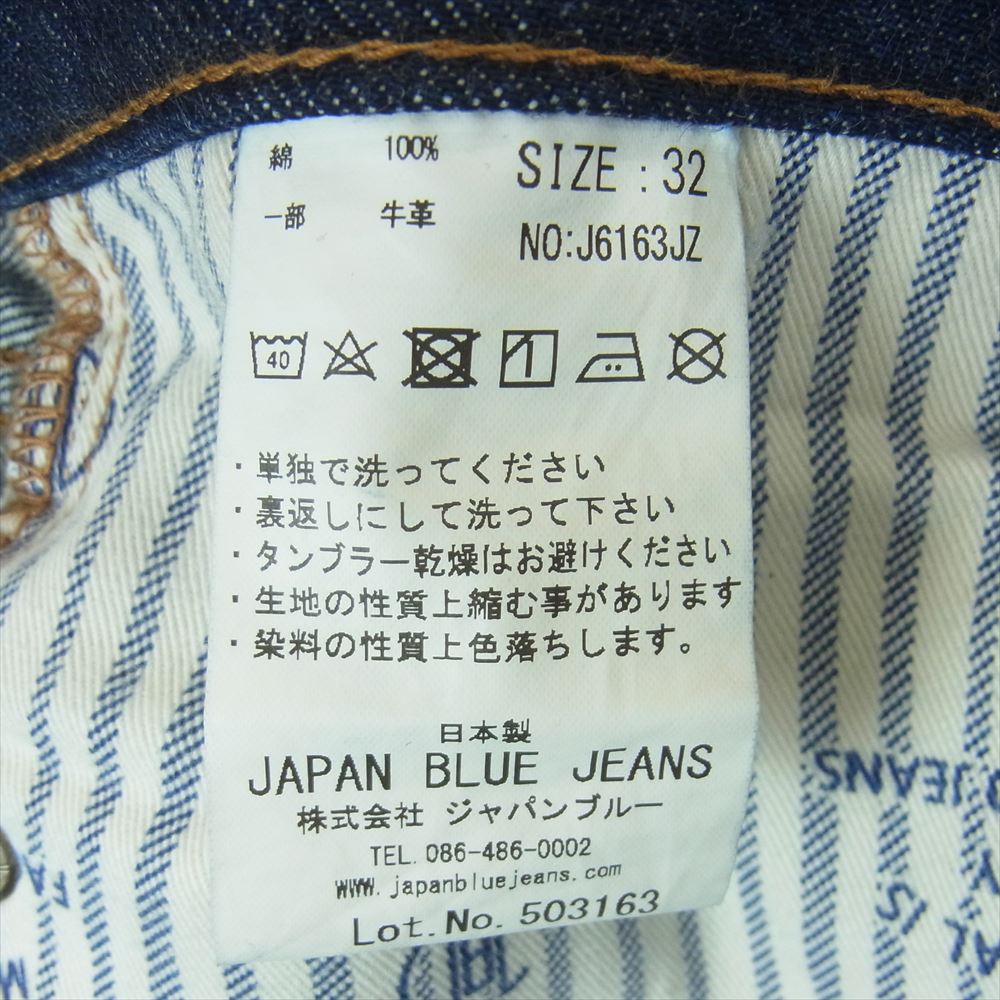 綿 100%
一部 牛革
SIZE : 32
NO:J6163JZ
40
・単独で洗ってください
・裏返しにして洗って下さい
・タンブラー乾燥はお避けください
・生地の性質上縮む事があります
・染料の性質上色落ちします。
日本製
JAPAN BLUE JEANS
株式会社 ジャパンブルー
TEL. 086-486-0002
www.japanbluejeans.com
Lot.No. 503163
JEANS
IS
FA
M